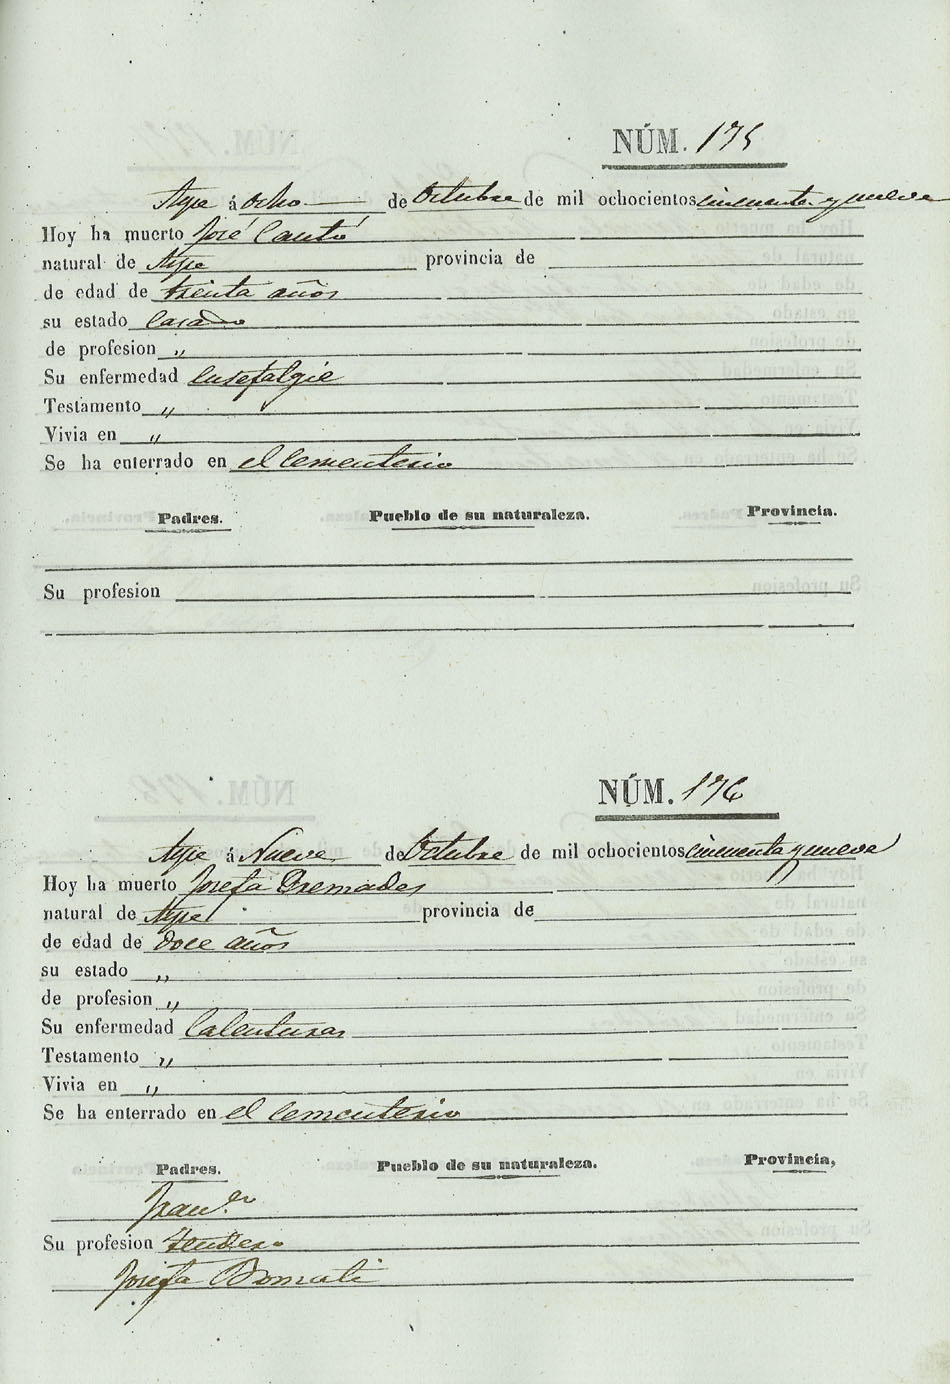 NÚM. 175
Aspe á ocho de Octubre de mil ochocientos cincuenta y nueve
Hoy ha muerto José Cantó
natural de Aspe provincia de
de edad de treinta años
su estado Casado
de profesion "
Su enfermedad
Testamento "
Vivia en "
Se ha enterrado en el Cementerio
Padres. Pueblo de su naturaleza. Provincia.
Su profesion
NÚM. 176
Aspe á Nueve de Octubre de mil ochocientos cincuenta y nueve
Hoy ha muerto Josefa Cremades
natural de Aspe provincia de
de edad de doce años
su estado "
de profesion "
Su enfermedad Calenturas
Testamento "
Vivia en "
Se ha enterrado en el Cementerio
Padres. Pueblo de su naturaleza. Provincia,
Fran.co
Su profesion Tendero
Josefa